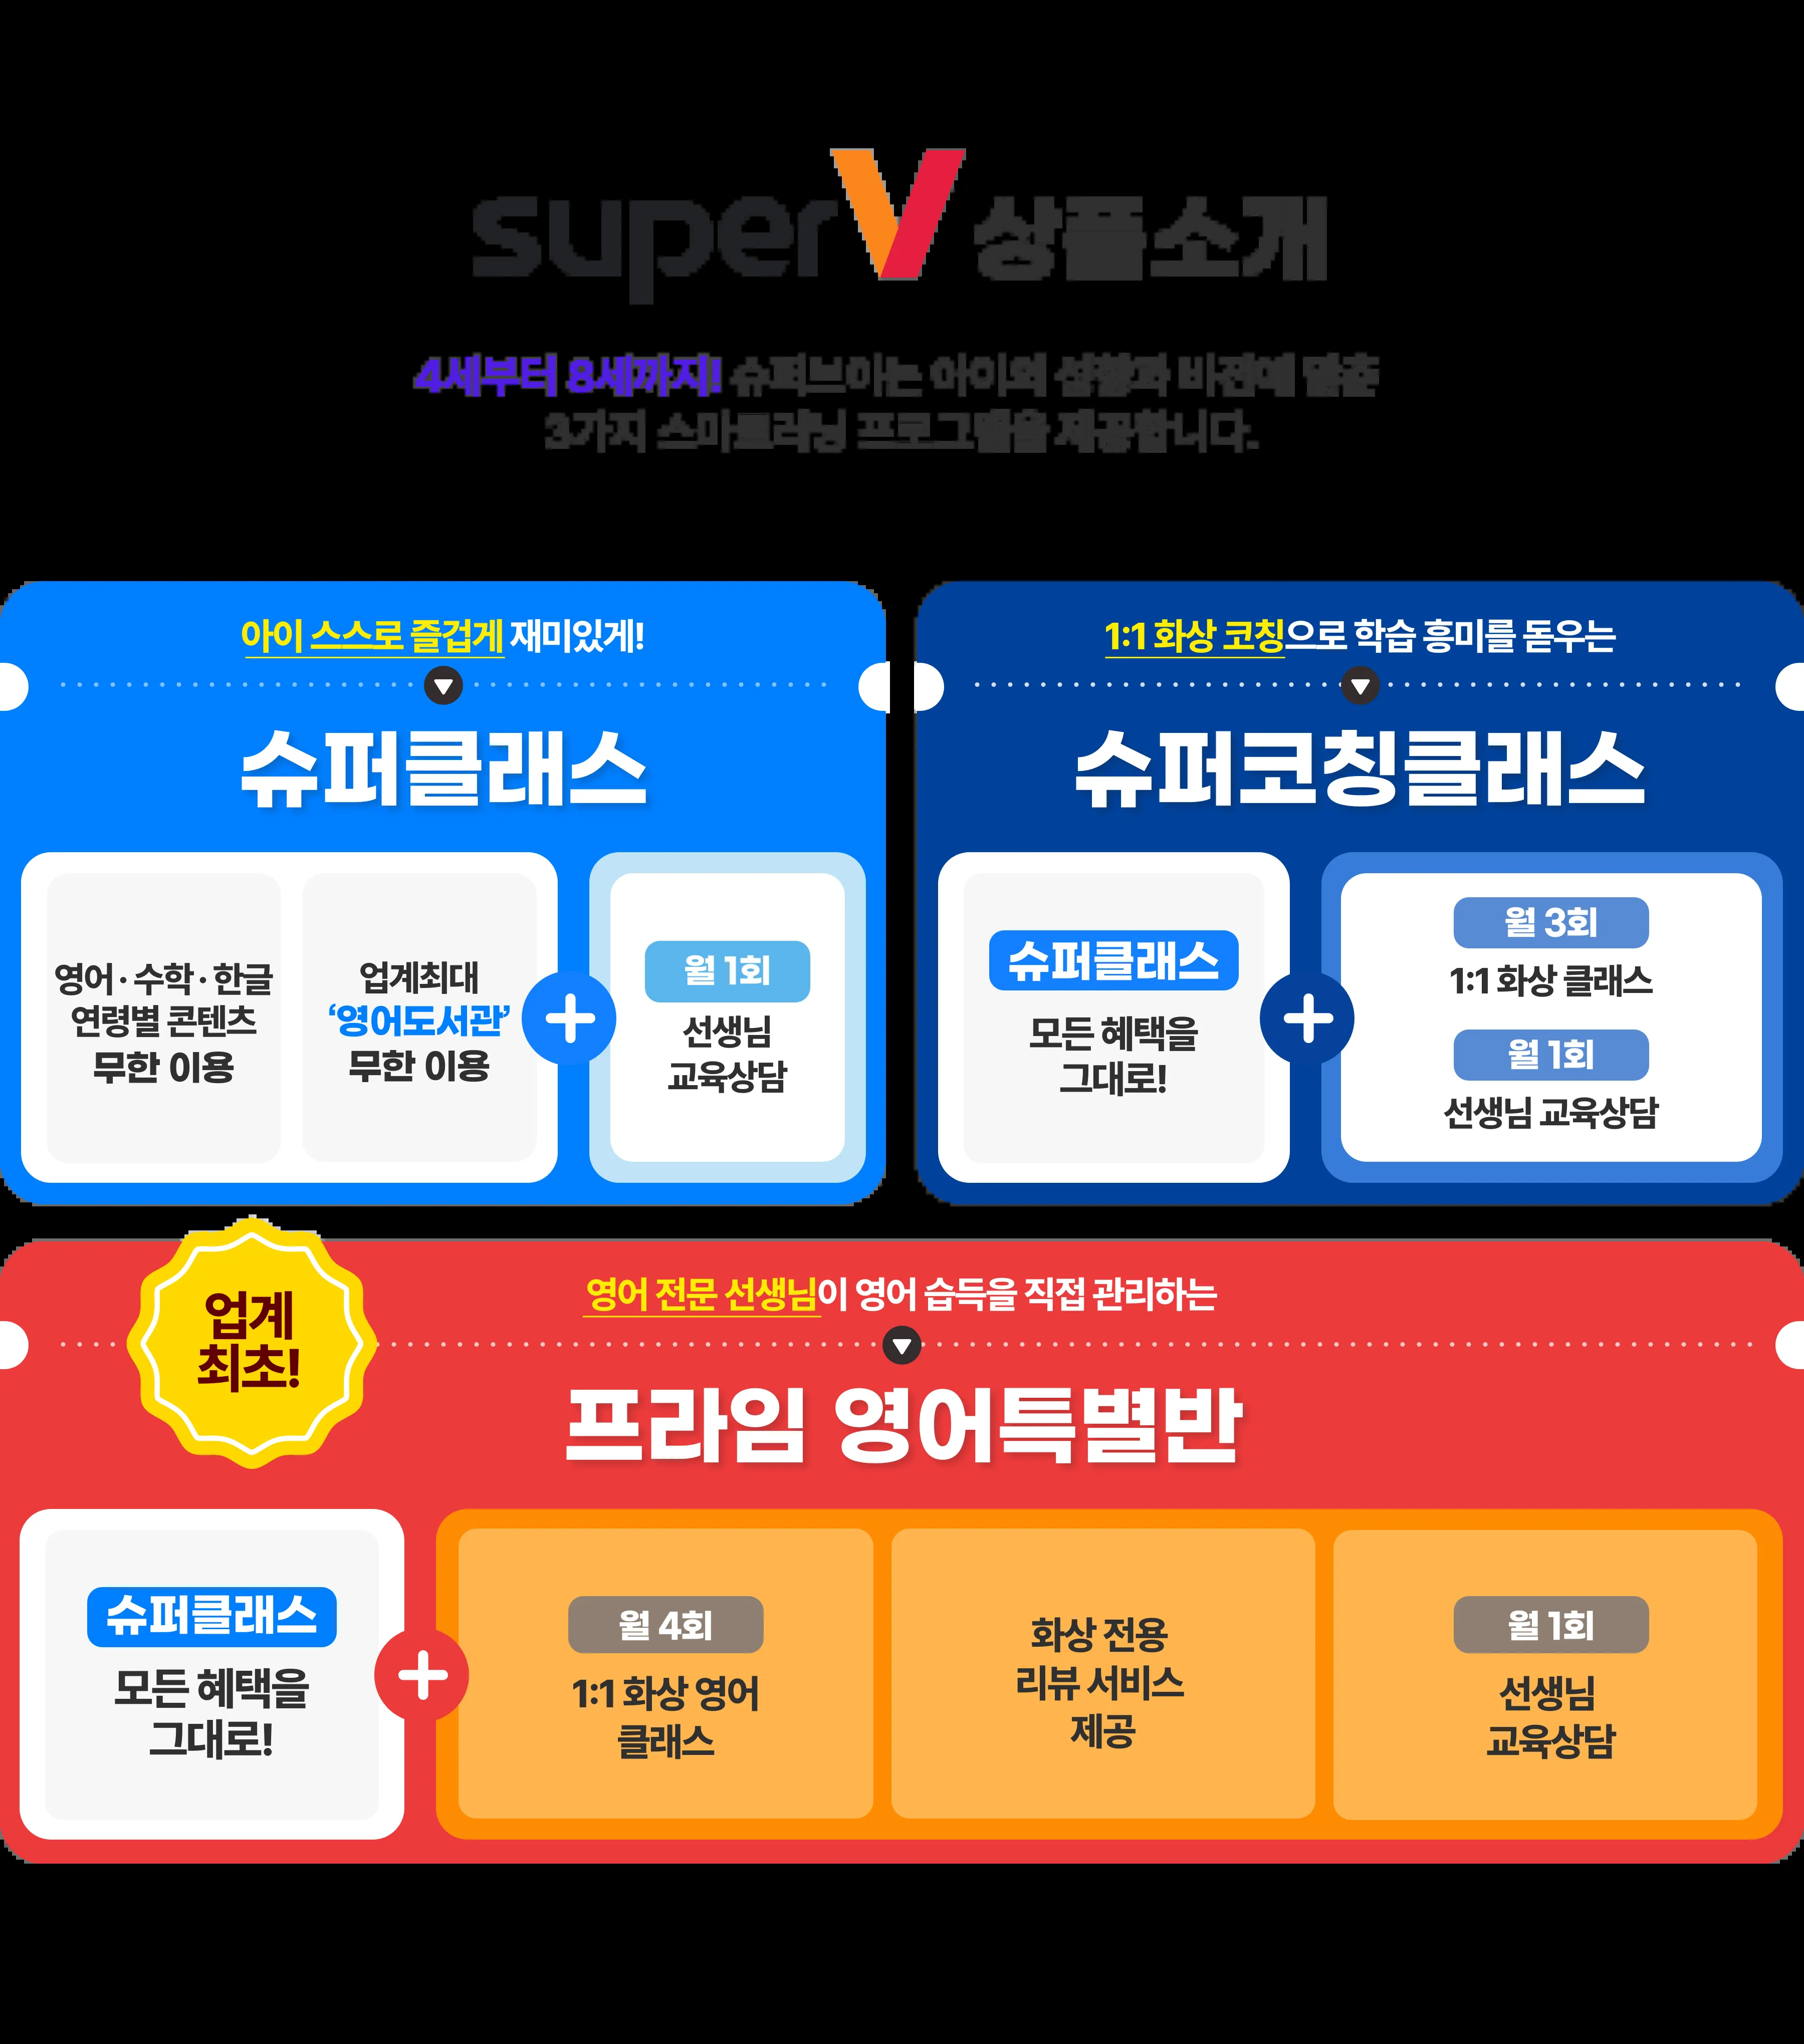 superV 상품소개
4세부터 8세까지! 슈퍼브이는 아이의 성향과 비전에 맞춘
3가지 스마트러닝 프로그램을 제공합니다.
아이 스스로 즐겁게 재미있게!
슈퍼클래스
영어·수학·한글
연령별 콘텐츠
무한 이용
업계최대
‘영어도서관’
무한 이용
월 1회
선생님
교육상담
1:1 화상 코칭으로 학습 흥미를 돋우는
슈퍼코칭클래스
슈퍼클래스
모든 혜택을
그대로!
월 3회
1:1 화상 클래스
월 1회
선생님 교육상담
업계
최초!
영어 전문 선생님이 영어 습득을 직접 관리하는
프라임 영어특별반
슈퍼클래스
모든 혜택을
그대로!
월 4회
1:1 화상 영어
클래스
화상 전용
리뷰 서비스
제공
월 1회
선생님
교육상담